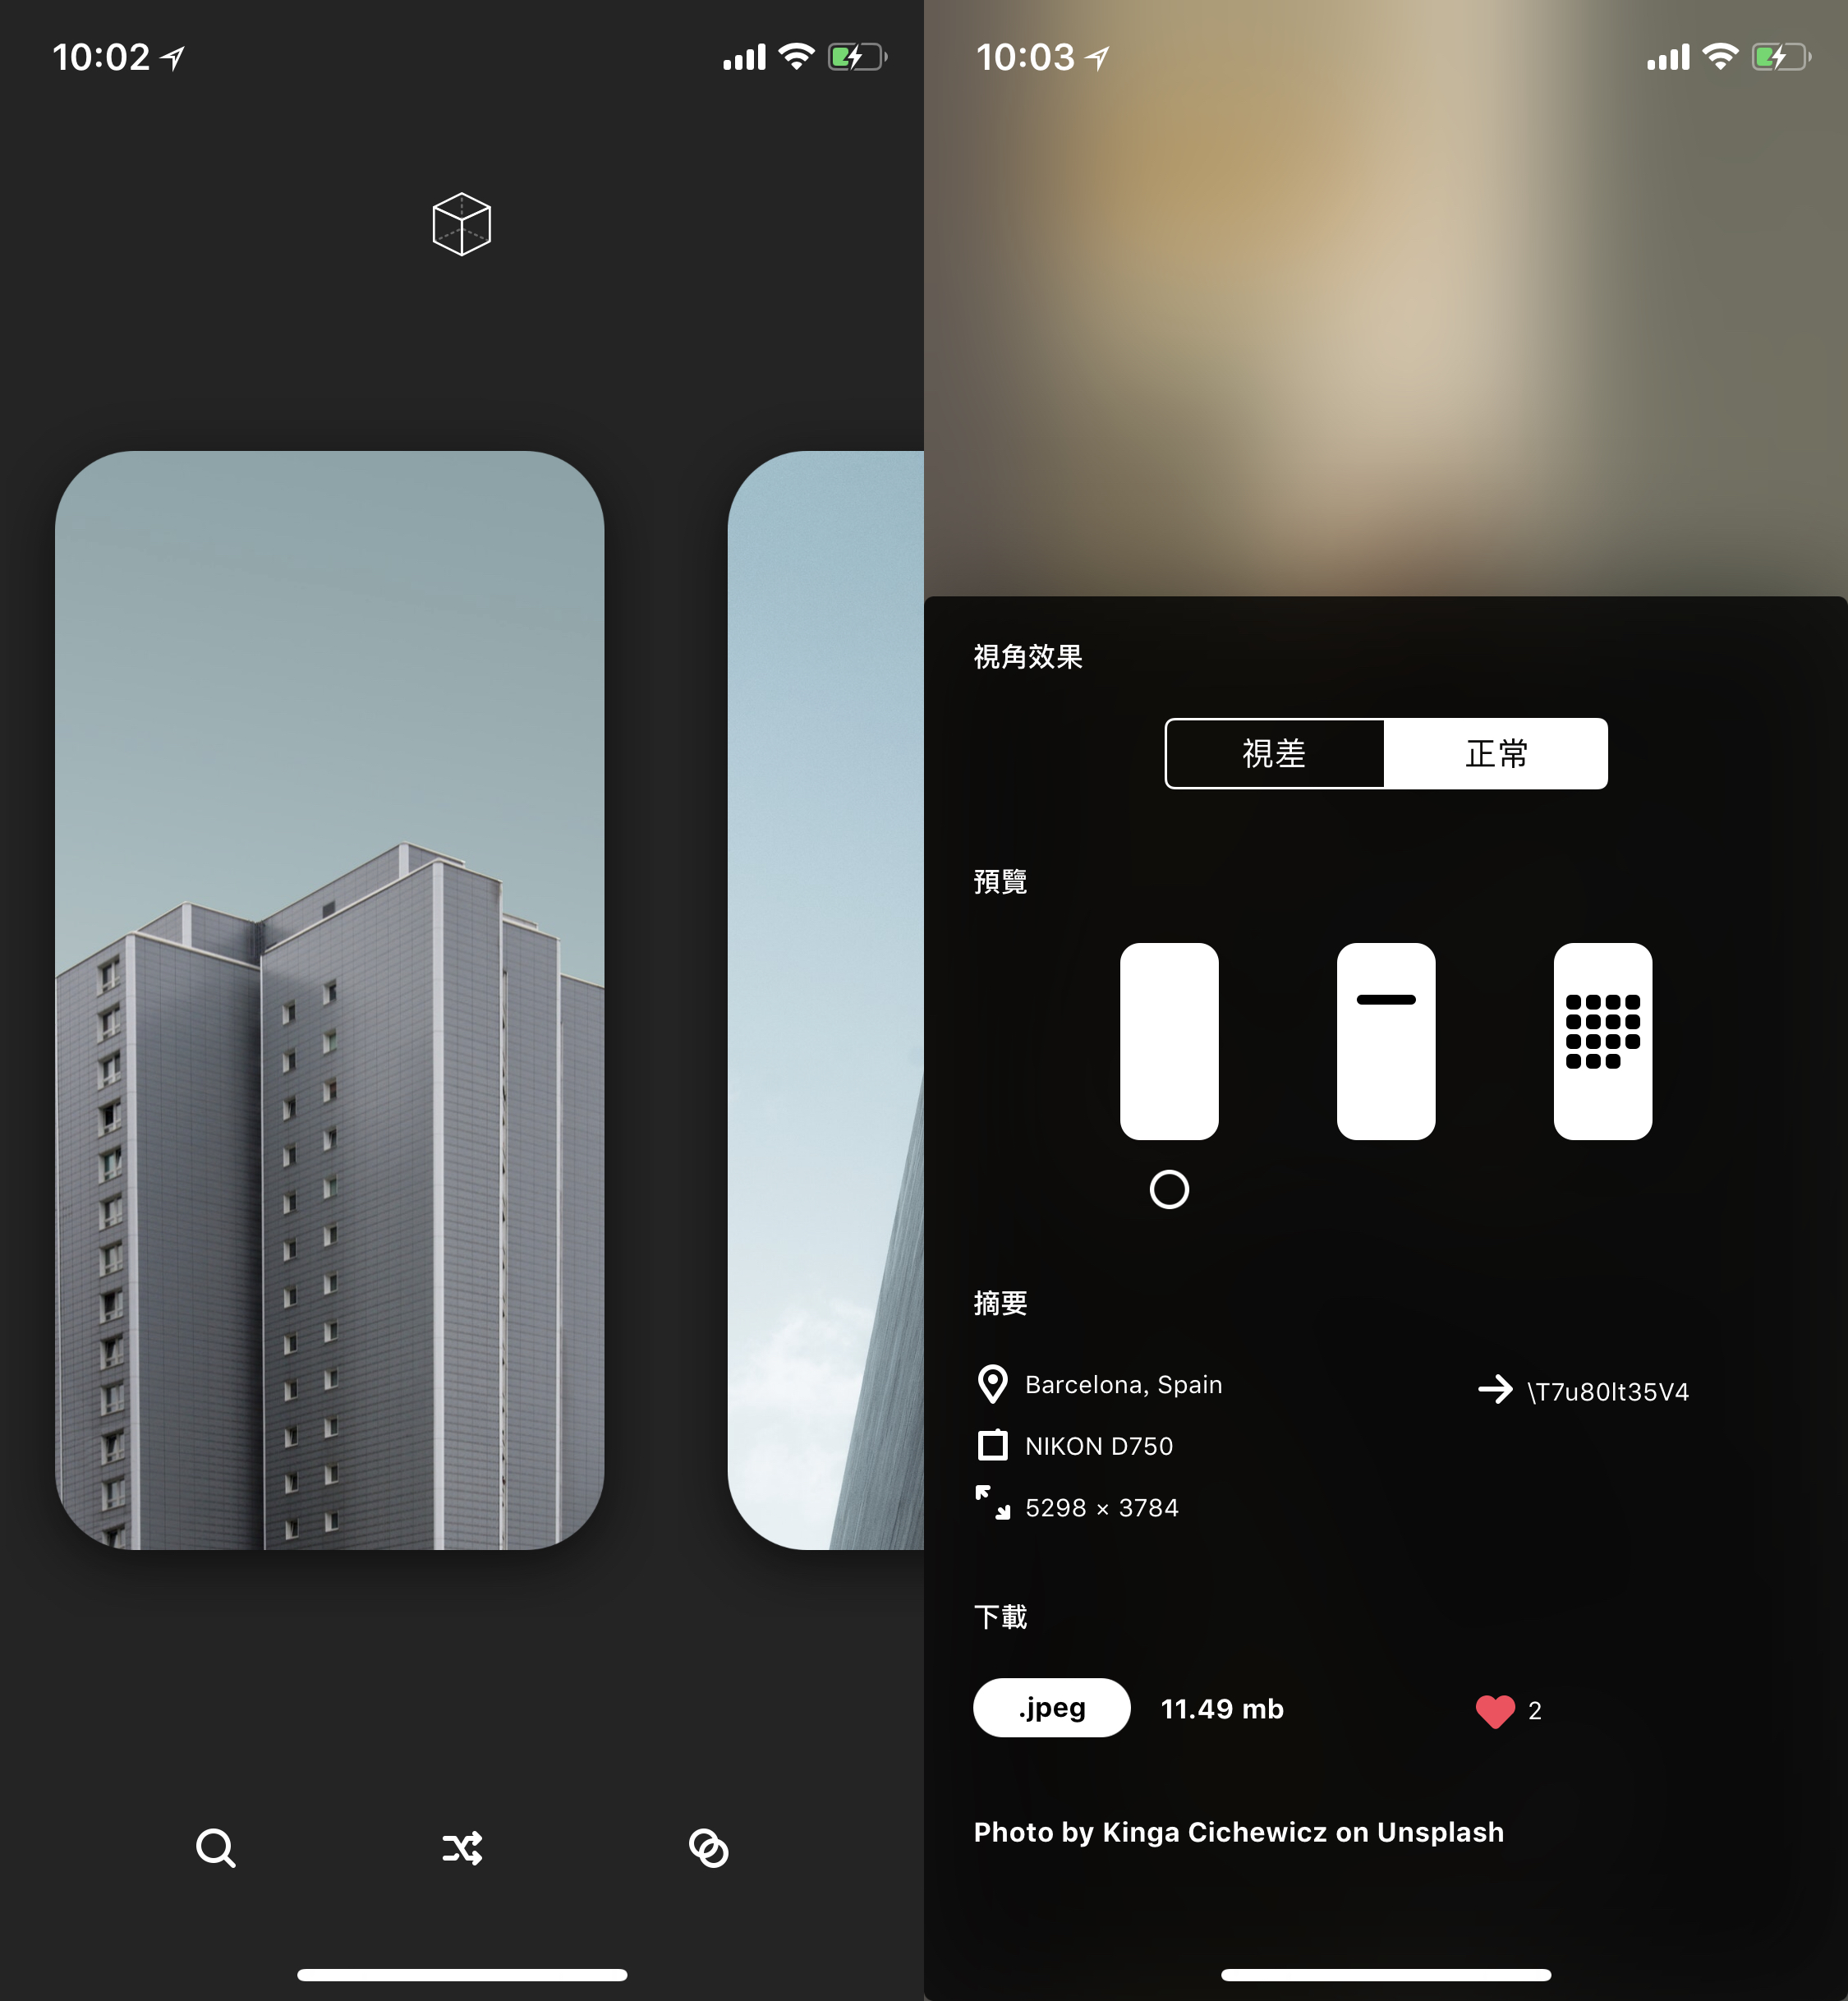 10:02
10:03
視角效果
視差 正常
預覽
摘要
Barcelona, Spain
\T7u80lt35V4
NIKON D750
5298 × 3784
下載
.jpeg 11.49 mb 2
Photo by Kinga Cichewicz on Unsplash